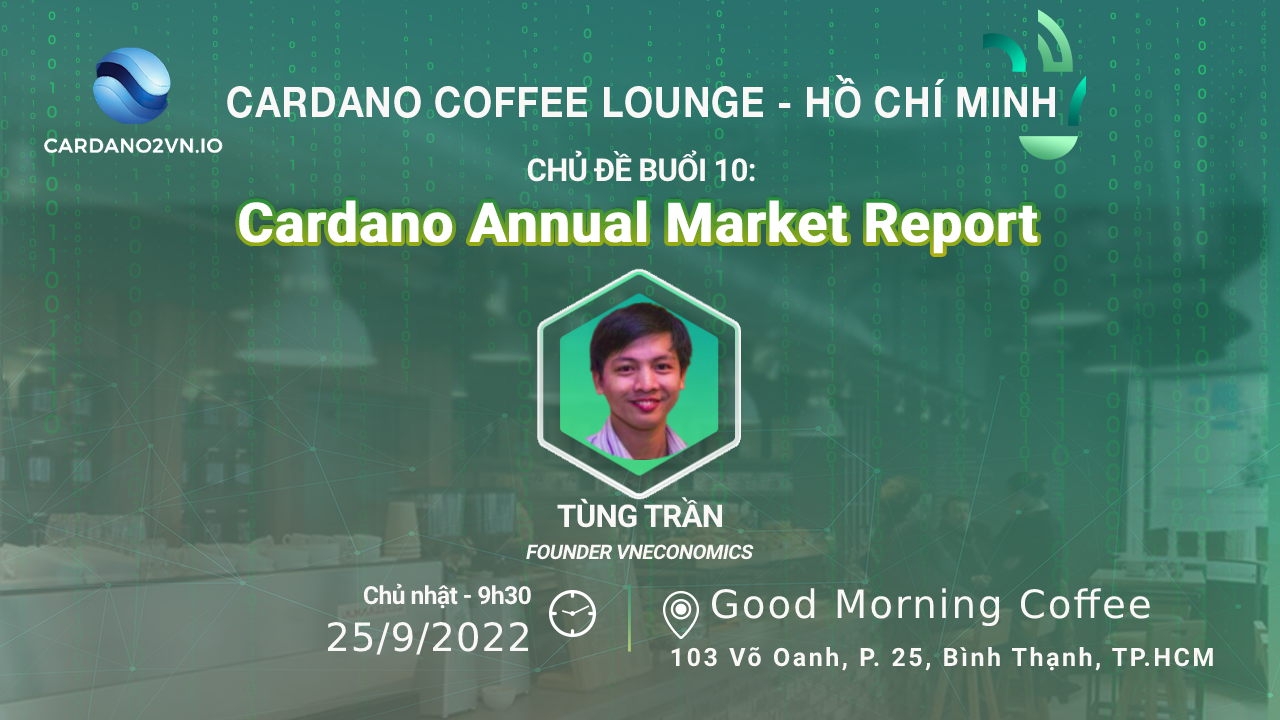 CARDANO2VN.IO
CARDANO COFFEE LOUNGE - HỒ CHÍ MINH
CHỦ ĐỀ BUỔI 10:
Cardano Annual Market Report
TÙNG TRẦN
FOUNDER VNECONOMICS
Chủ nhật - 9h30
25/9/2022
Good Morning Coffee
103 Võ Oanh, P. 25, Bình Thạnh, TP.HCM